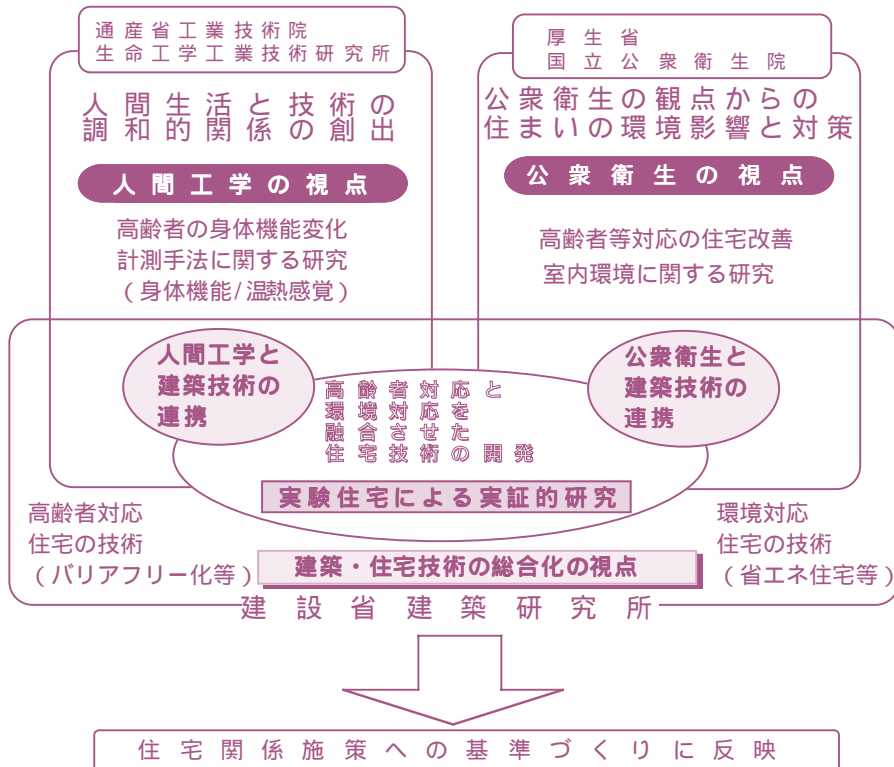 通産省工業技術院
生命工学工業技術研究所
人間生活と技術の
調和的関係の創出
人間工学の視点
高齢者の身体機能変化
計測手法に関する研究
（身体機能/温熱感覚）
厚生省
国立公衆衛生院
公衆衛生の観点からの
住まいの環境影響と対策
公衆衛生の視点
高齢者等対応の住宅改善
室内環境に関する研究
人間工学と
建築技術の
連携
高齢者対応と
環境対応を
融合させた
住宅技術の開発
公衆衛生と
建築技術の
連携
実験住宅による実証的研究
高齢者対応
住宅の技術
（バリアフリー化等）
建築・住宅技術の総合化の視点
環境対応
住宅の技術
（省エネ住宅等）
建設省建築研究所
住宅関係施策への基準づくりに反映